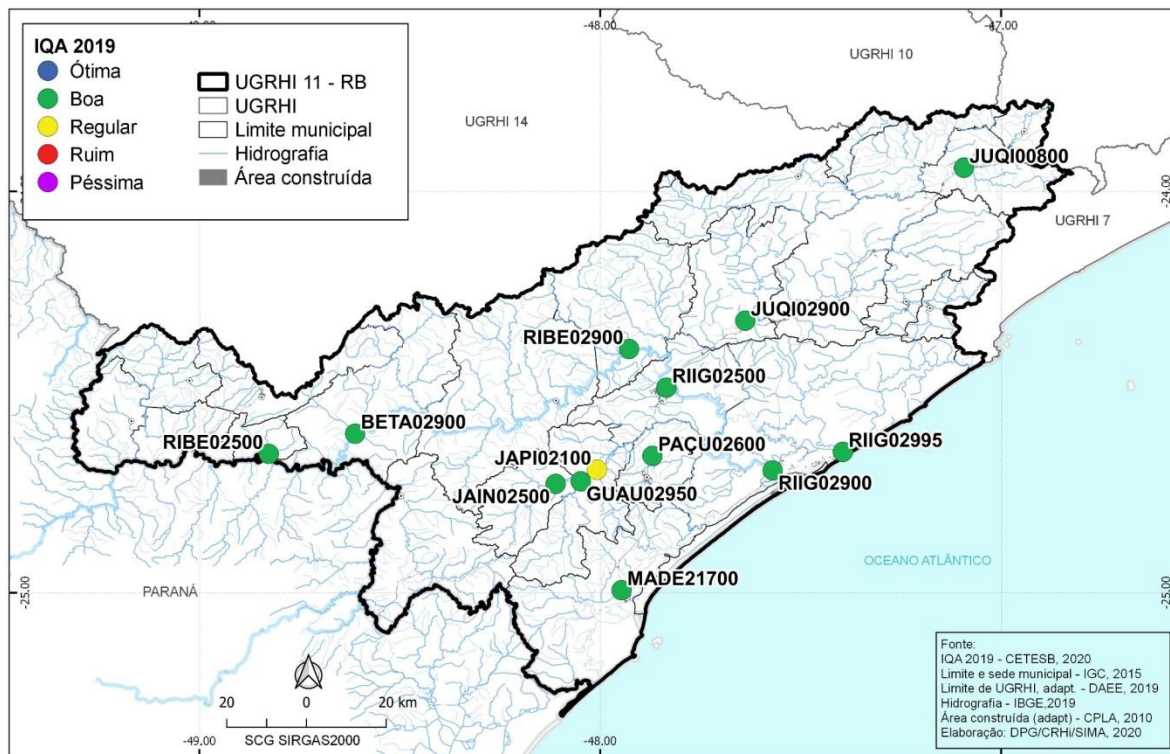 -49.00
-48.00
-47.00
IQA 2019
Ótima
Boa
Regular
Ruim
Péssima
UGRHI 11 - RB
UGRHI
Limite municipal
Hidrografia
Área construída
UGRHI 10
UGRHI 14
UGRHI 7
-24.00
JUQI00800
JUQI02900
RIBE02900
RIIG02500
BETA02900
RIBE02500
PAÇU02600
RIIG02995
JAPI02100
RIIG02900
JAIN02500
GUAU02950
MADE21700
OCEANO ATLÂNTICO
PARANÁ
-25.00
-25.00
20 0 20 km
SCG SIRGAS2000
-49.00
-48.00
-47.00
Fonte:
IQA 2019 - CETESB, 2020
Limite e sede municipal - IGC, 2015
Limite de UGRHI, adapt. - DAEE, 2019
Hidrografia - IBGE,2019
Área construída (adapt) - CPLA, 2010
Elaboração: DPG/CRHi/SIMA, 2020